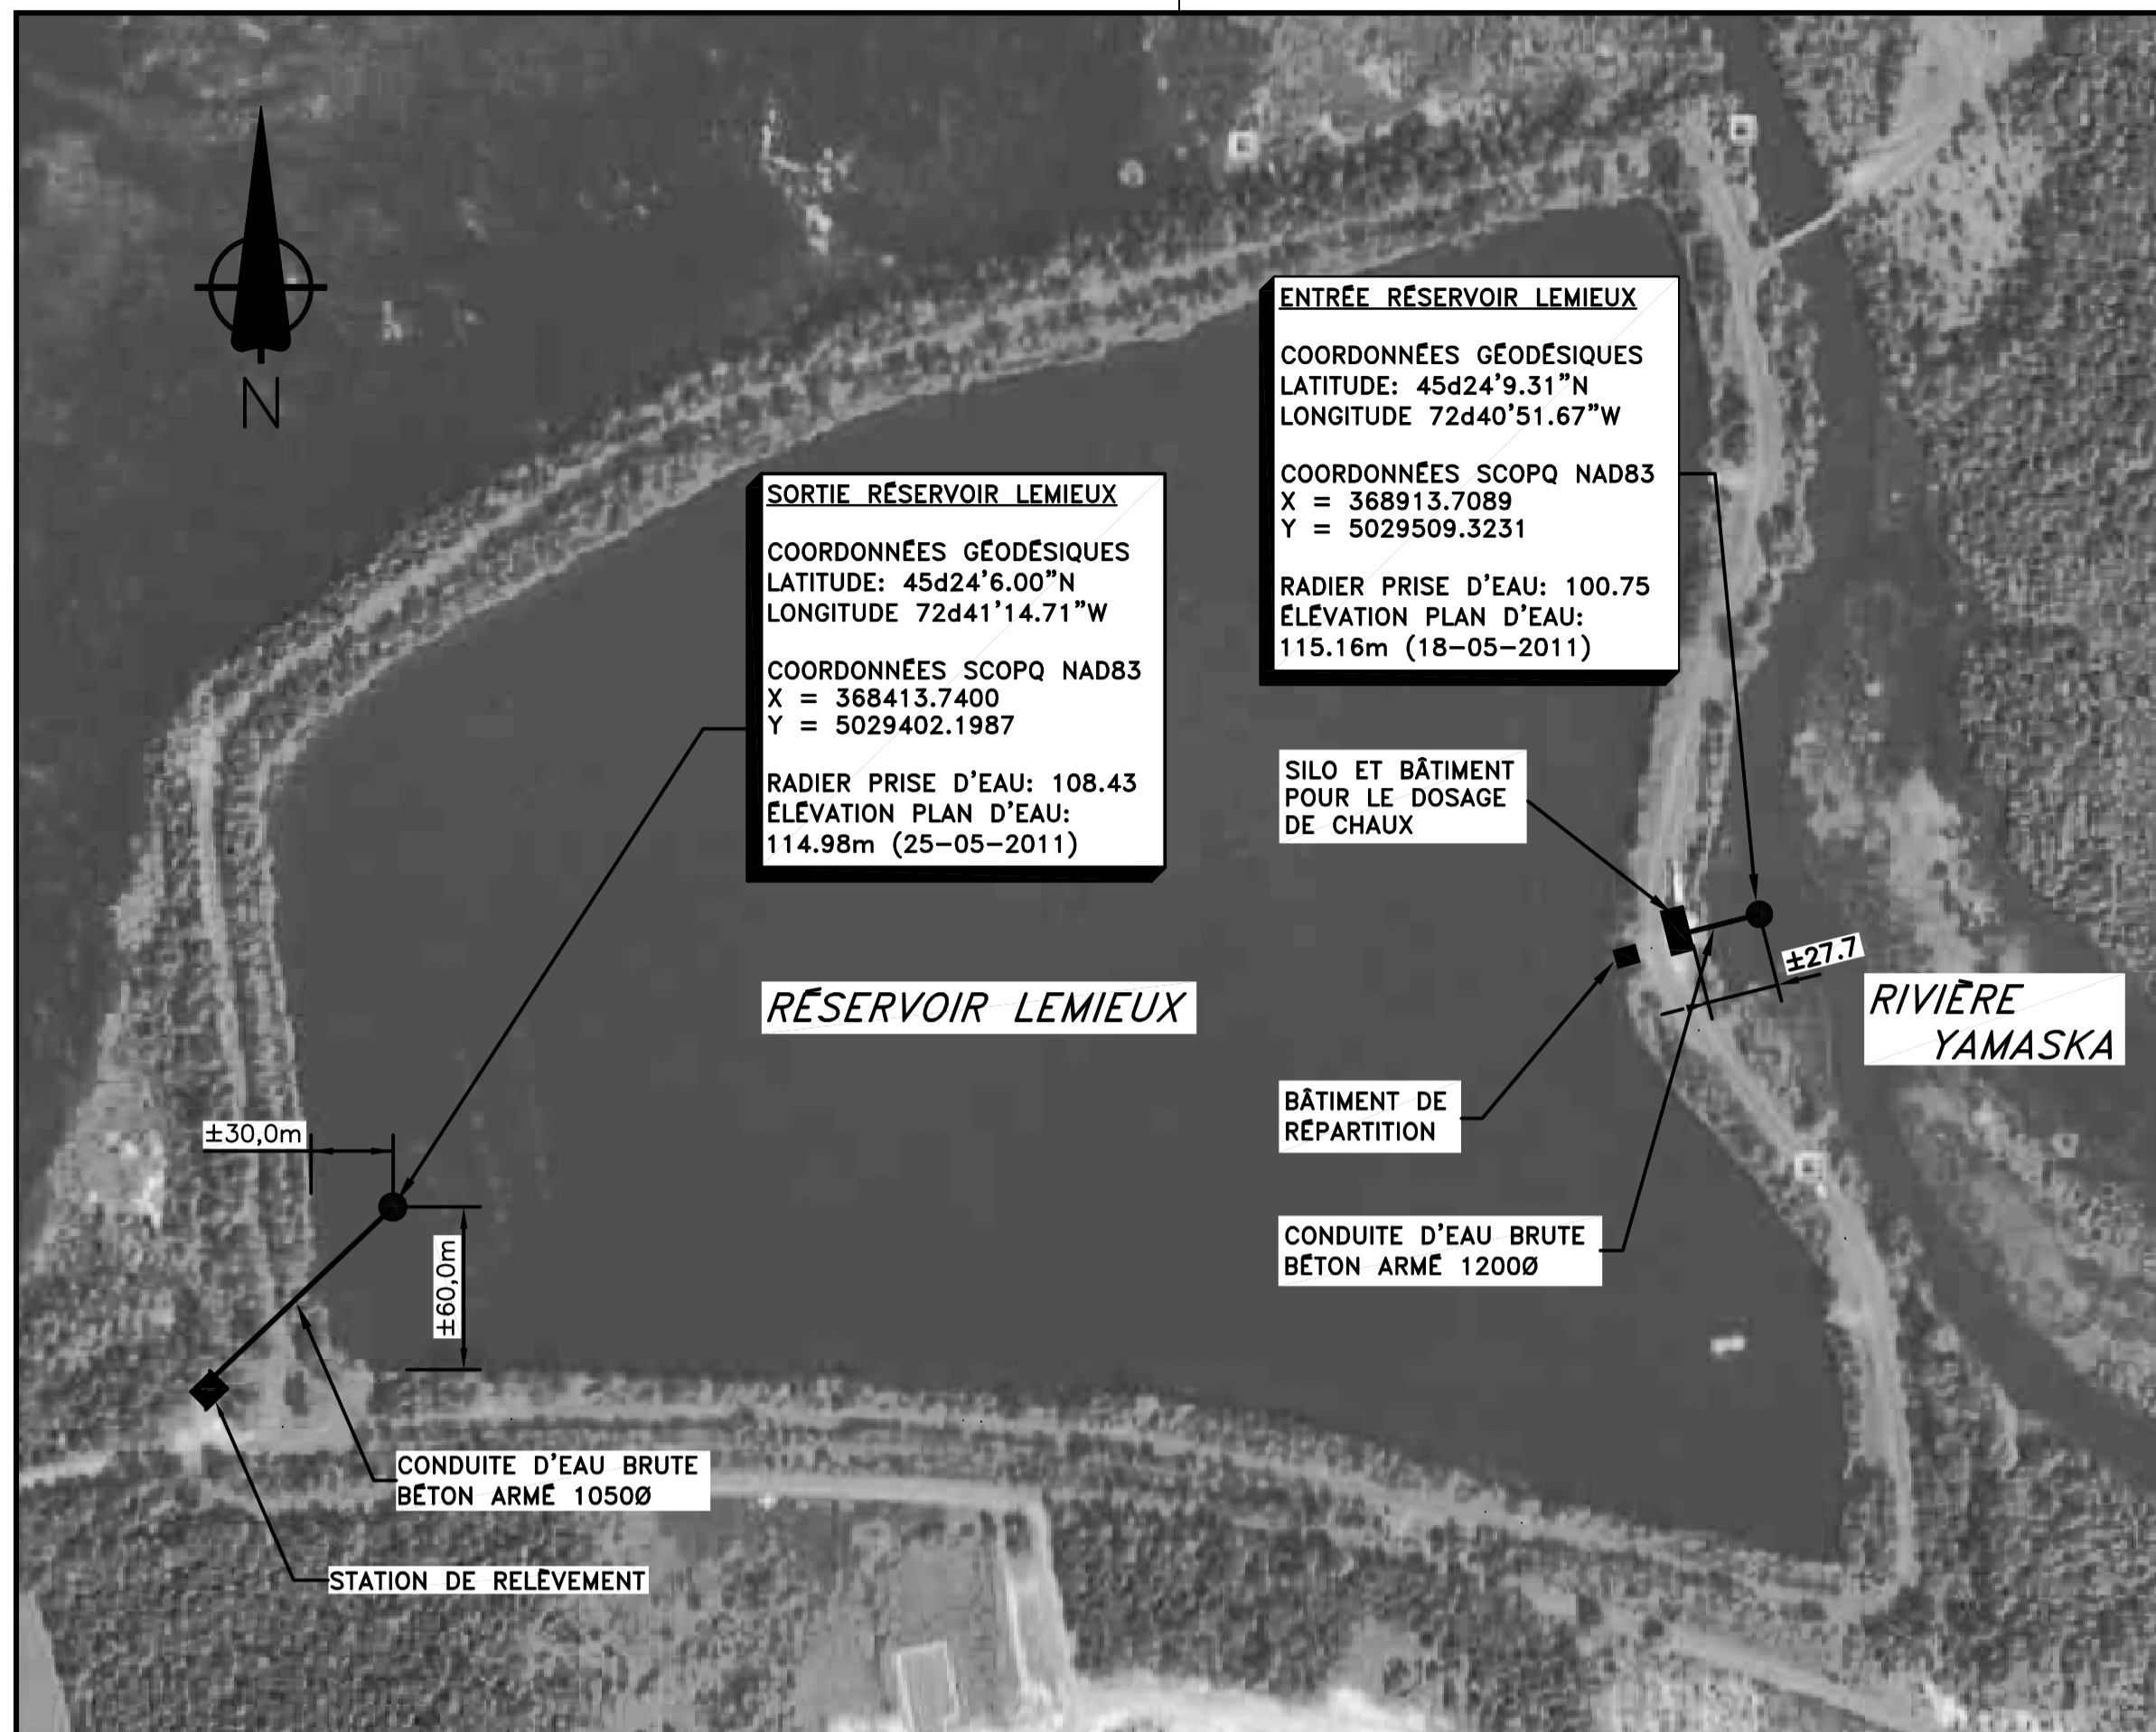 N
ENTRÉE RÉSERVOIR LEMIEUX
COORDONNÉES GÉODÉSIQUES
LATITUDE: 45d24'9.31"N
LONGITUDE 72d40'51.67"W
COORDONNÉES SCOPQ NAD83
X = 368913.7089
Y = 5029509.3231
RADIER PRISE D'EAU: 100.75
ÉLÉVATION PLAN D'EAU:
115.16m (18-05-2011)
SORTIE RÉSERVOIR LEMIEUX
COORDONNÉES GÉODÉSIQUES
LATITUDE: 45d24'6.00"N
LONGITUDE 72d41'14.71"W
COORDONNÉES SCOPQ NAD83
X = 368413.7400
Y = 5029402.1987
RADIER PRISE D'EAU: 108.43
ÉLÉVATION PLAN D'EAU:
114.98m (25-05-2011)
SILO ET BÂTIMENT
POUR LE DOSAGE
DE CHAUX
±27.7
RÉSERVOIR LEMIEUX
RIVIÈRE
YAMASKA
BÂTIMENT DE
RÉPARTITION
±30,0m
±60,0m
CONDUITE D'EAU BRUTE
BÉTON ARMÉ 1200Ø
CONDUITE D'EAU BRUTE
BÉTON ARMÉ 1050Ø
STATION DE RELÈVEMENT